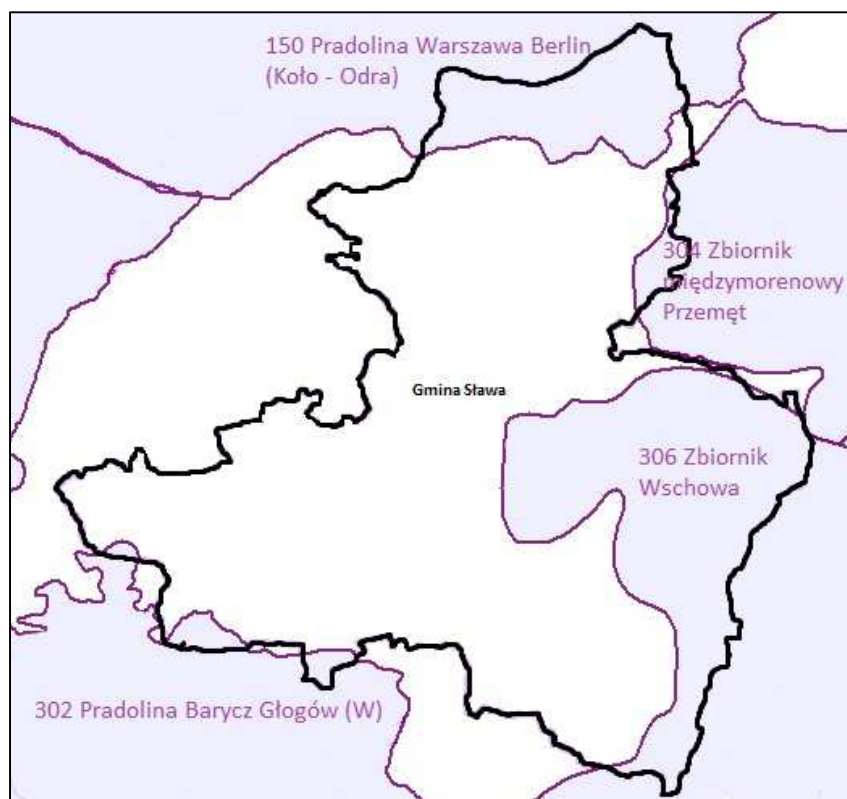 150 Pradolina Warszawa Berlin
(Koło - Odra)
304 Zbiornik
międzymorenowy
Przemęt
Gmina Sława
306 Zbiornik
Wschowa
302 Pradolina Barycz Głogów (W)